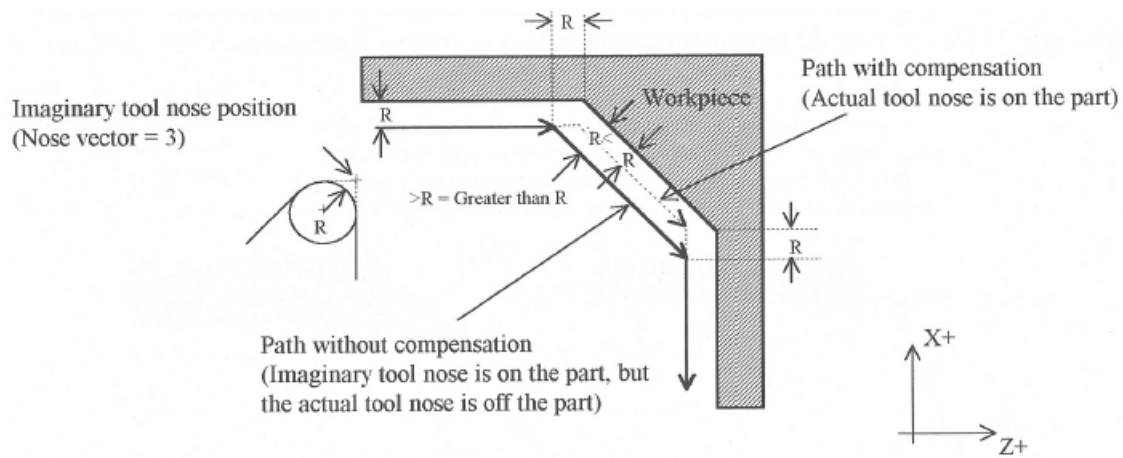 R
Path with compensation
(Actual tool nose is on the part)
Imaginary tool nose position
(Nose vector = 3)
Workpiece
R
R<
R
>R = Greater than R
R
R
Path without compensation
(Imaginary tool nose is on the part, but
the actual tool nose is off the part)
X+
Z+